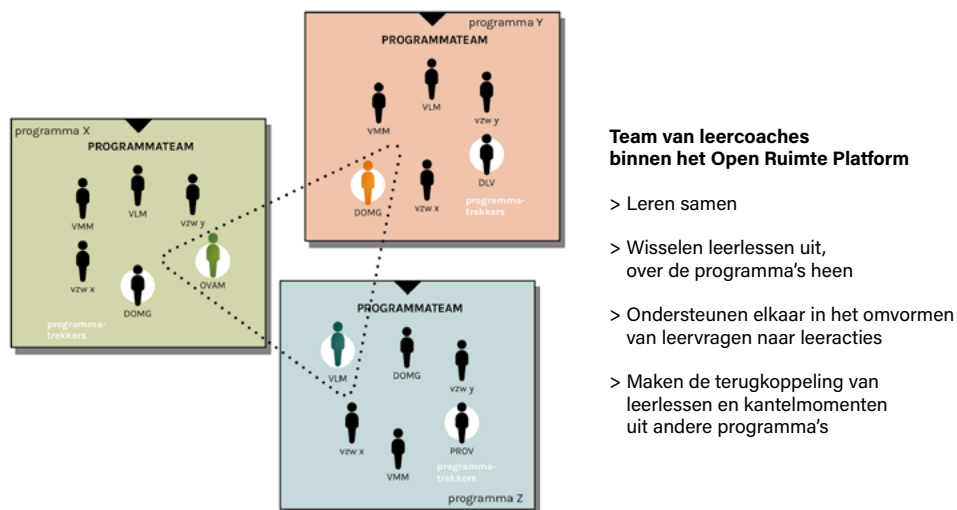 programma X
PROGRAMMATEAM
VMM
VLM
vzw y
vzw x
DOMG
OVAM
programma-
trekkers
programma Y
PROGRAMMATEAM
VMM
VLM
vzw y
DOMG
vzw x
DLV
programma-
trekkers
PROGRAMMATEAM
VLM
DOMG
vzw y
vzw x
VMM
PROV
programma-
trekkers
programma Z
Team van leercoaches
binnen het Open Ruimte Platform
> Leren samen
> Wisselen leerlessen uit,
over de programma's heen
> Ondersteunen elkaar in het omvormen
van leervragen naar leeracties
> Maken de terugkoppeling van
leerlessen en kantelmomenten
uit andere programma's